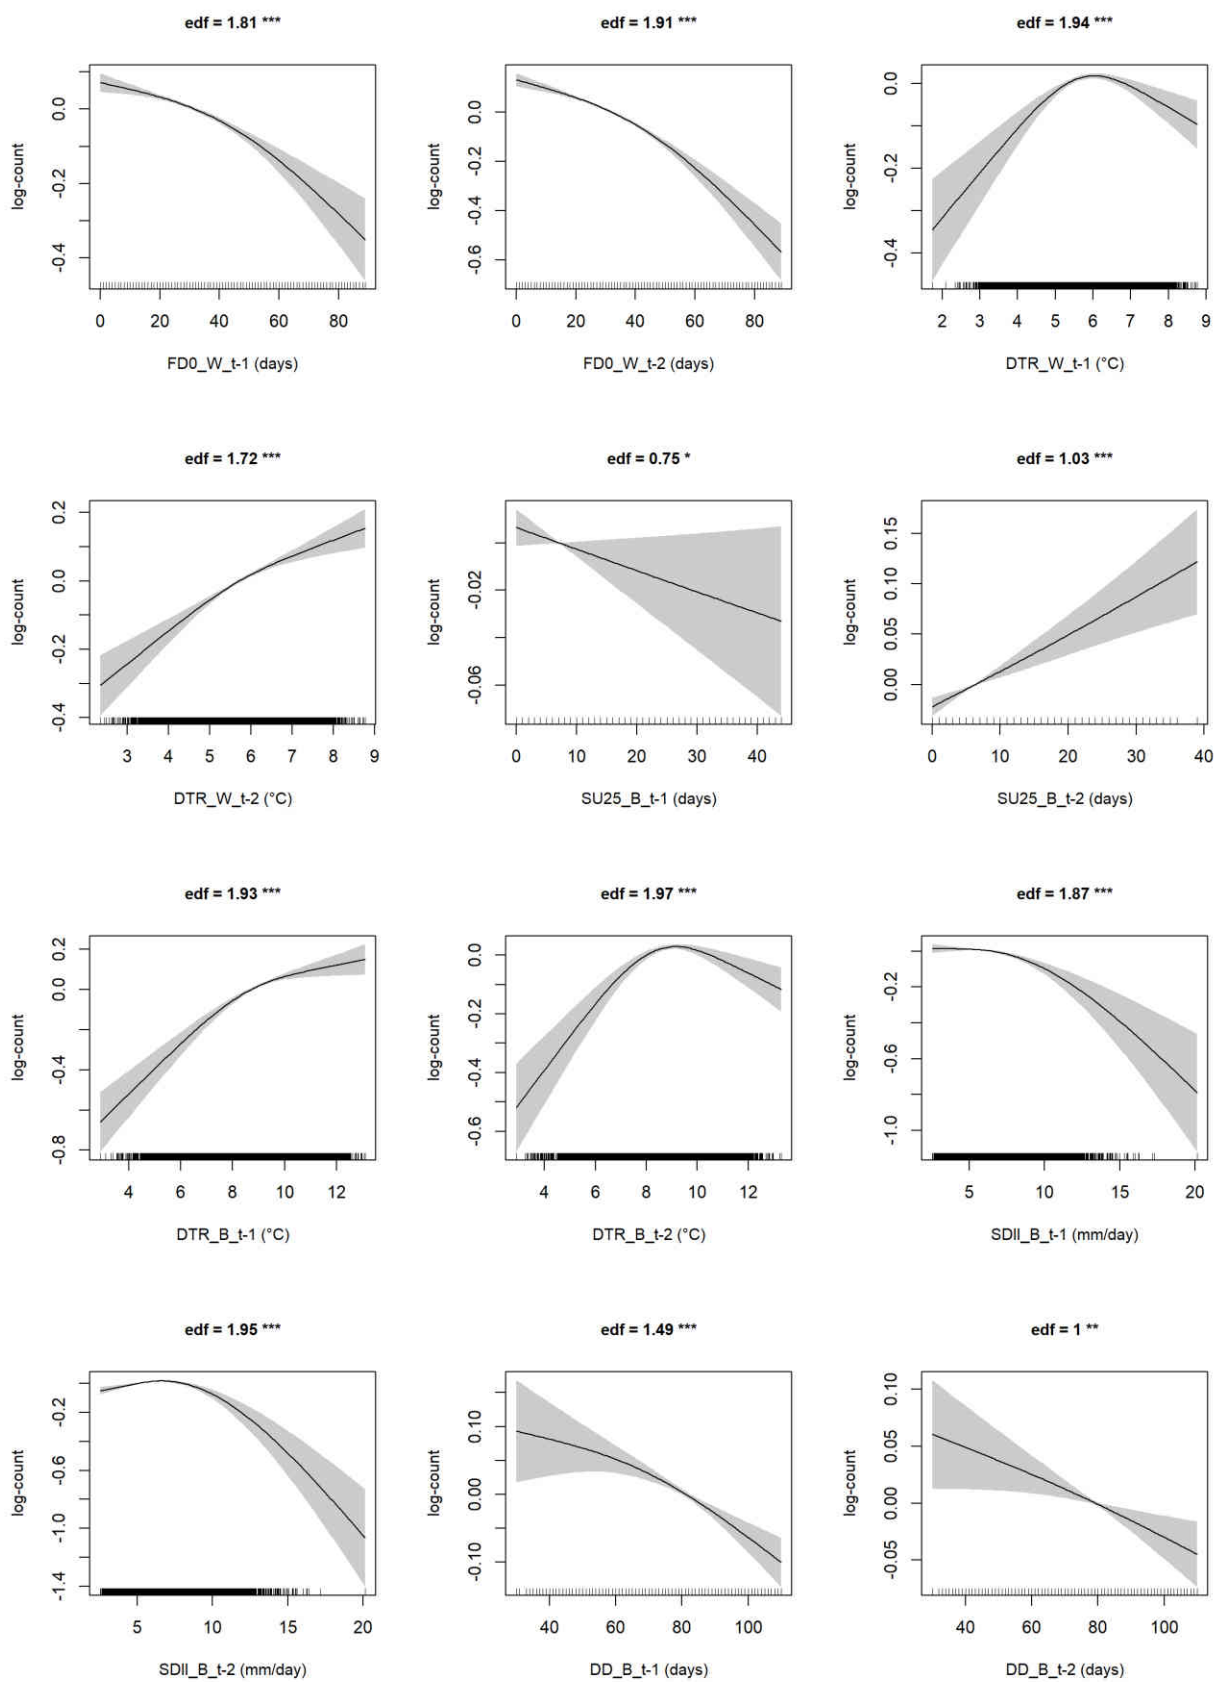 edf = 1.81 ***
log-count
0.0
-0.2
-0.4
0 20 40 60 80
FD0_W_t-1 (days)
edf = 1.91 ***
log-count
0.0
-0.2
-0.4
-0.6
0 20 40 60 80
FD0_W_t-2 (days)
edf = 1.94 ***
log-count
0.0
-0.2
-0.4
2 3 4 5 6 7 8 9
DTR_W_t-1 (°C)
edf = 1.72 ***
log-count
0.2
0.0
-0.2
-0.4
3 4 5 6 7 8 9
DTR_W_t-2 (°C)
edf = 0.75 *
log-count
-0.02
-0.06
0 10 20 30 40
SU25_B_t-1 (days)
edf = 1.03 ***
log-count
0.15
0.10
0.05
0.00
0 10 20 30 40
SU25_B_t-2 (days)
edf = 1.93 ***
log-count
0.2
0.0
-0.4
-0.8
4 6 8 10 12
DTR_B_t-1 (°C)
edf = 1.97 ***
log-count
0.0
-0.2
-0.4
-0.6
4 6 8 10 12
DTR_B_t-2 (°C)
edf = 1.87 ***
log-count
-0.2
-0.6
-1.0
5 10 15 20
SDII_B_t-1 (mm/day)
edf = 1.95 ***
log-count
-0.2
-0.6
-1.0
-1.4
5 10 15 20
SDII_B_t-2 (mm/day)
edf = 1.49 ***
log-count
0.10
0.00
-0.10
40 60 80 100
DD_B_t-1 (days)
edf = 1 **
log-count
0.10
0.05
0.00
-0.05
40 60 80 100
DD_B_t-2 (days)